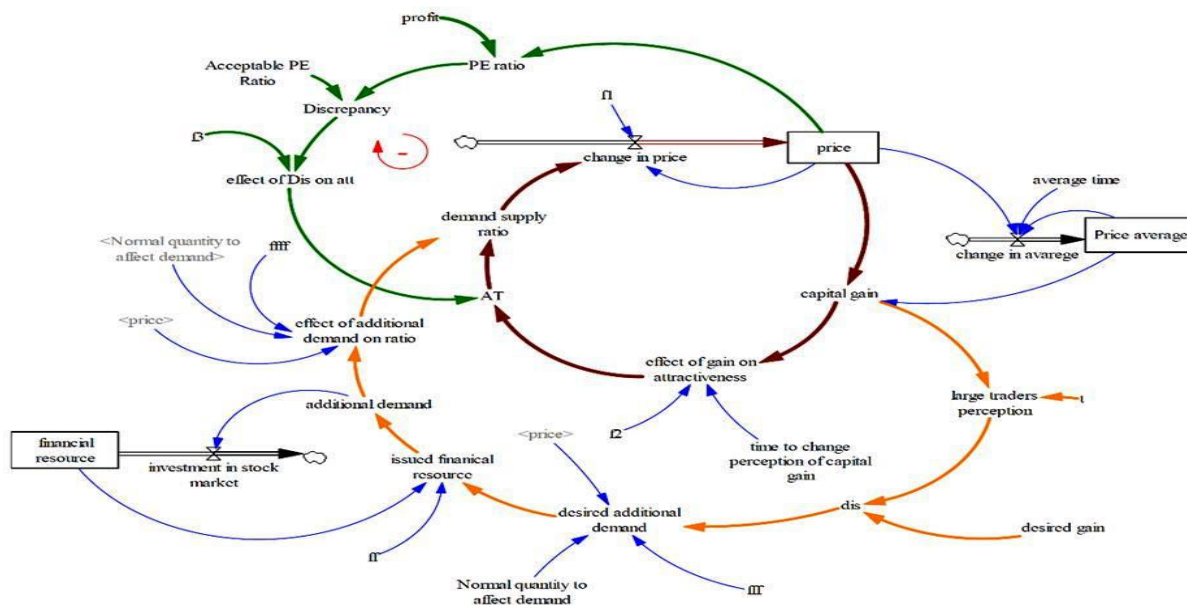 profit
Acceptable PE
Ratio
PE ratio
Discrepancy
f1
f3
-
change in price
price
effect of Dis on att
average time
demand supply
ratio
<Normal quantity to
affect demand>
ffff
Price average
change in avarege
AT
capital gain
<price>
effect of additional
demand on ratio
effect of gain on
attractiveness
additional demand
large traders
perception
t
financial
resource
f2
<price>
time to change
perception of capital
gain
investment in stock
market
issued finanical
resource
desired additional
demand
dis
desired gain
ff
Normal quantity to
affect demand
fff